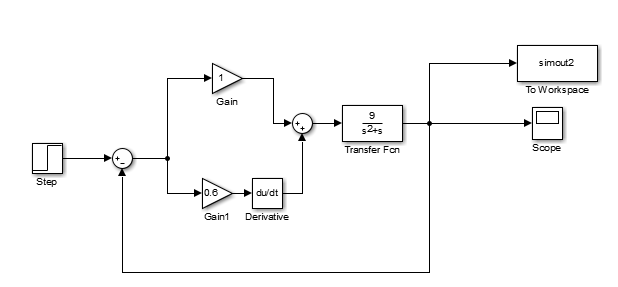 simout2
To Workspace
1
Gain
+
+
9
s2+s
Transfer Fcn
Scope
Step
+
−
0.6
Gain1
du/dt
Derivative